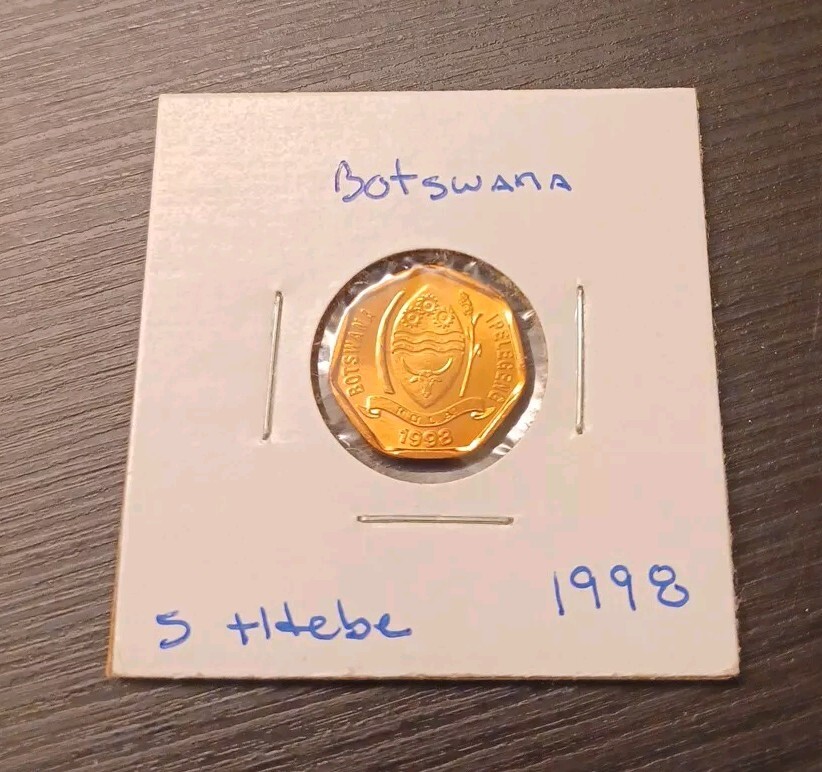 Botswana
BOTSWANA
IPELEGENG
PULA
1998
5 tHebe
1998